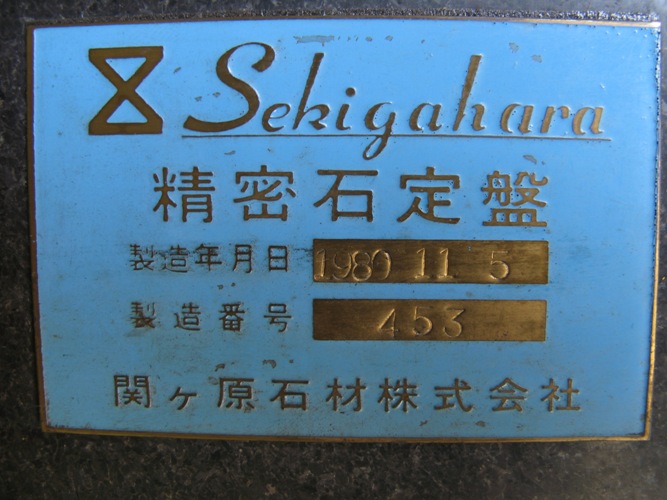 Sekigahara
精密石定盤
製造年月日 1980 11 5
製造番号 453
関ヶ原石材株式会社